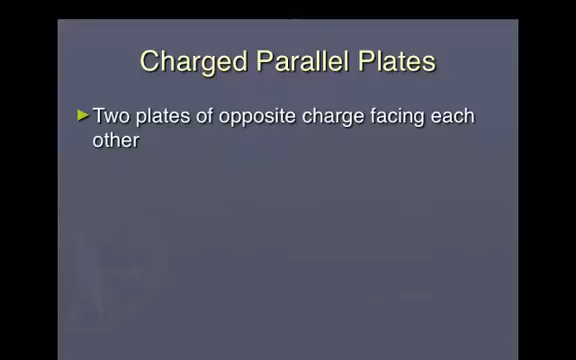 Charged Parallel Plates
Two plates of opposite charge facing each
other